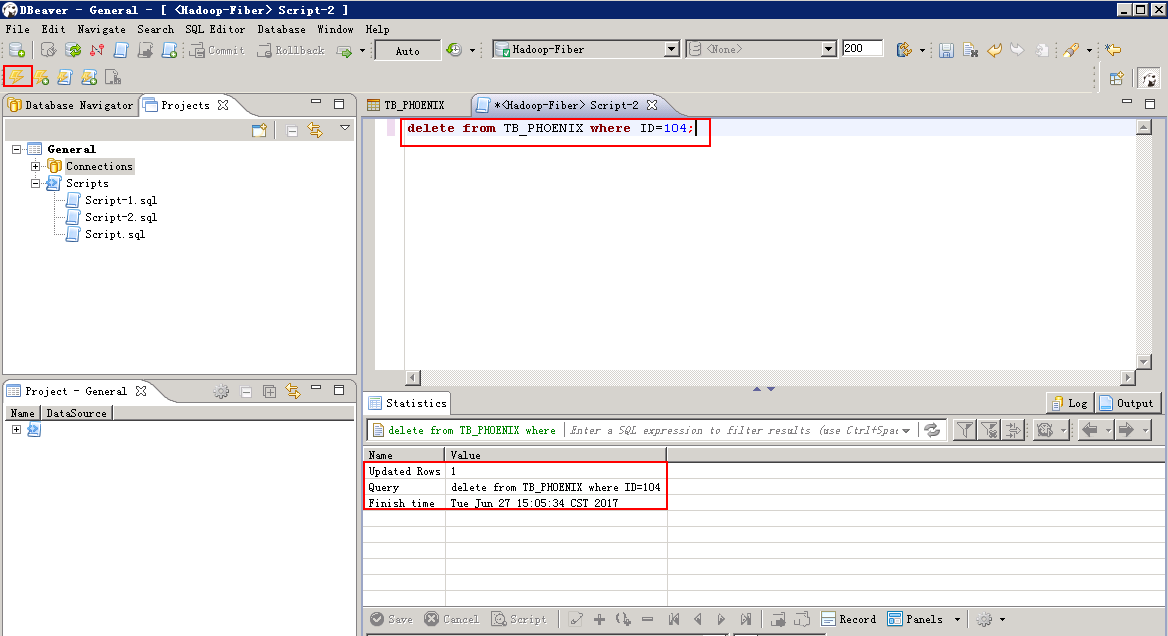 DBeaver - General - [ <Hadoop-Fiber> Script-2 ]
File Edit Navigate Search SQL Editor Database Window Help
Commit Rollback Auto Hadoop-Fiber <None> 200
Database Navigator Projects
General
Connections
Scripts
Script-1.sql
Script-2.sql
Script.sql
TB_PHOENIX *<Hadoop-Fiber> Script-2
delete from TB_PHOENIX where ID=104;
Project - General
Name DataSource
Statistics Log Output
delete from TB_PHOENIX where Enter a SQL expression to filter results (use Ctrl+Spac
Name Value
Updated Rows 1
Query delete from TB_PHOENIX where ID=104
Finish time Tue Jun 27 15:05:34 CST 2017
Save Cancel Script Record Panels